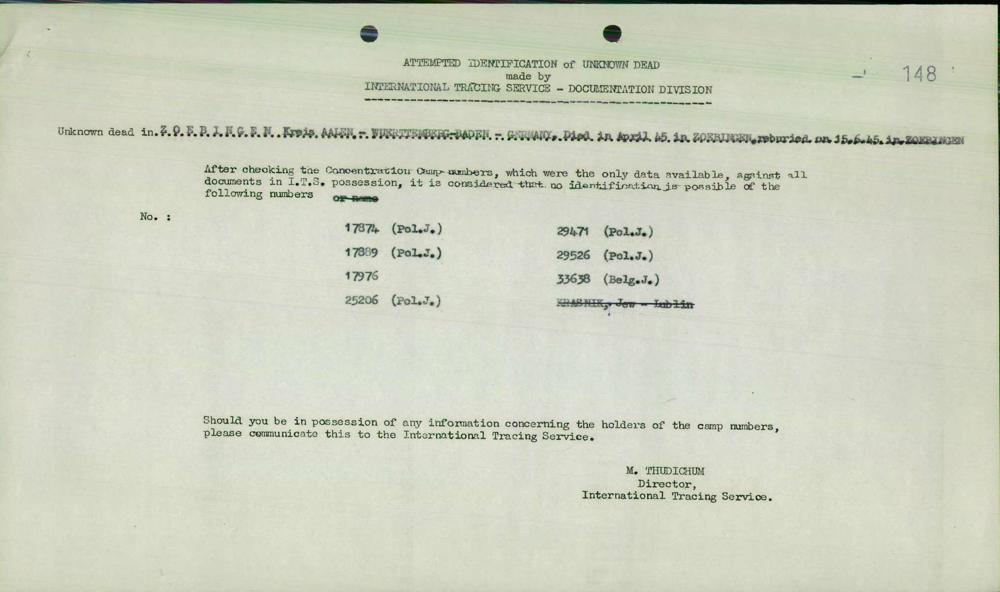 ATTEMPTED IDENTIFICATION of UNKNOWN DEAD
made by
INTERNATIONAL TRACING SERVICE - DOCUMENTATION DIVISION
148
Unknown dead in Z.O.E.B.I.N.G.E.N. Kreis AALEN - WUERTTEMBERG-BADEN - GERMANY. Died in April 45 in ZOEBINGEN, reburied on 15.6.45. in ZOEBINGEN
After checking the Concentration Camp numbers, which were the only data available, against all
documents in I.T.S. possession, it is considered that no identification is possible of the
following numbers or name
No. :
17874 (Pol.J.)
17889 (Pol.J.)
17976
25206 (Pol.J.)
29471 (Pol.J.)
29526 (Pol.J.)
33638 (Belg.J.)
KRASNIK, Jew - Lublin
Should you be in possession of any information concerning the holders of the camp numbers,
please communicate this to the International Tracing Service.
M. THUDICHUM
Director,
International Tracing Service.